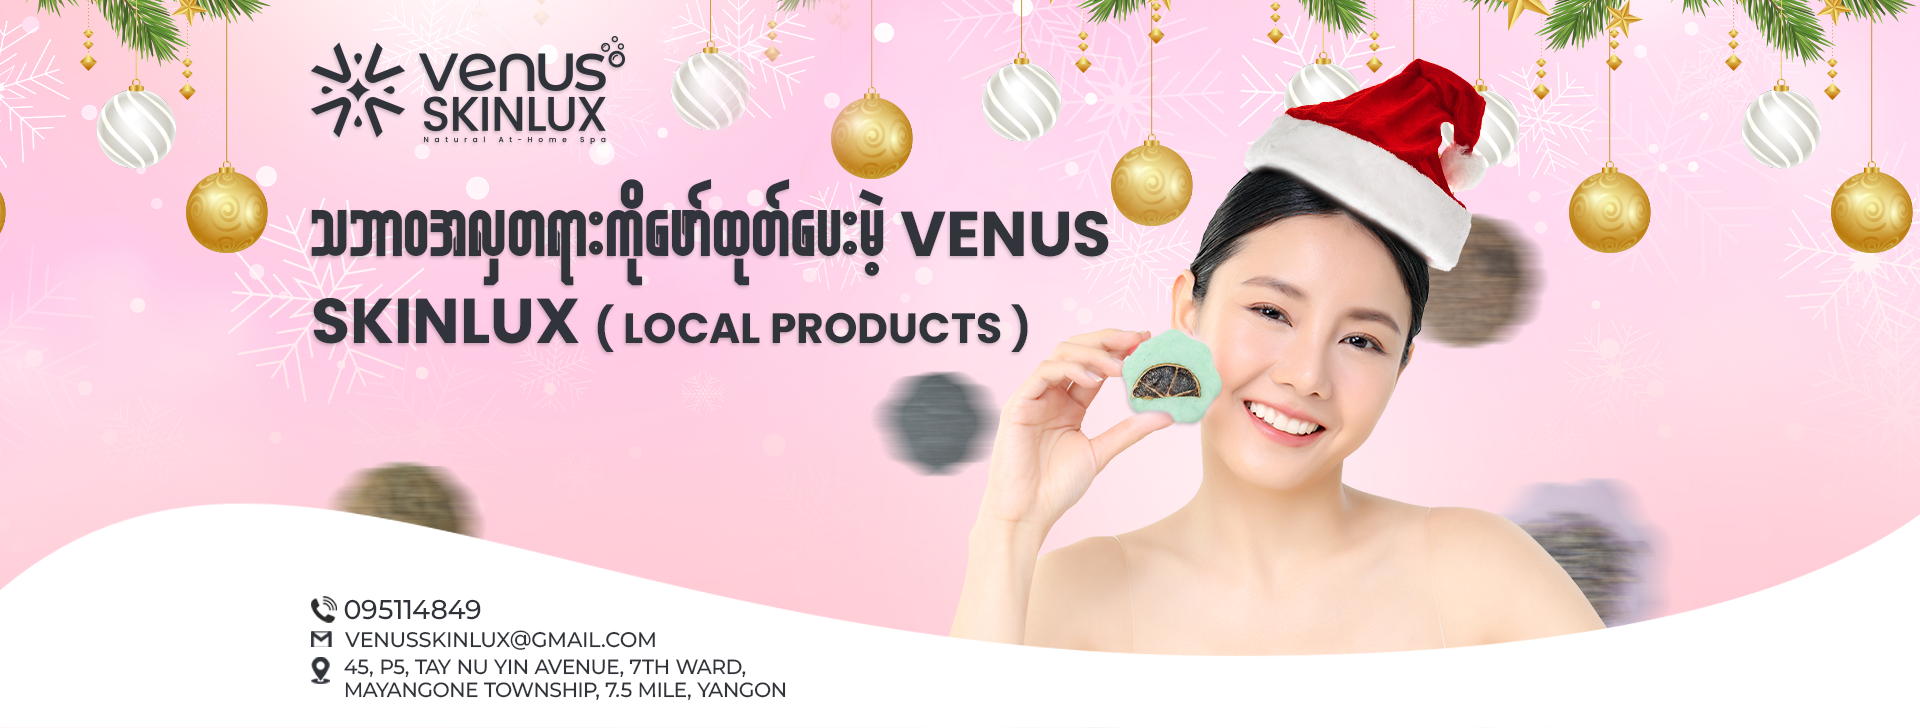 venus
SKINLUX
Natural At-Home Spa
သဘာဝအလှတရားကိုဖော်ထုတ်ပေးမဲ့ VENUS
SKINLUX ( LOCAL PRODUCTS )
095114849
VENUSSKINLUX@GMAIL.COM
45, P5, TAY NU YIN AVENUE, 7TH WARD,
MAYANGONE TOWNSHIP, 7.5 MILE, YANGON